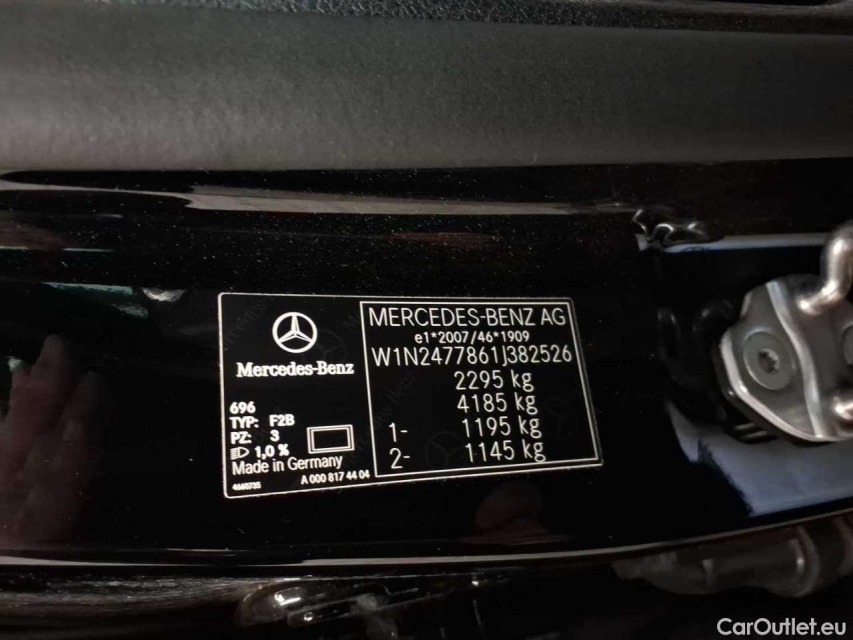 Mercedes-Benz
696
TYP: F2B
PZ: 3
1,0 %
Made in Germany
4660735
A 000 817 44 04
MERCEDES-BENZ AG
e1*2007/46*1909
W1N2477861J382526
2295 kg
4185 kg
1- 1195 kg
2- 1145 kg
CarOutlet.eu